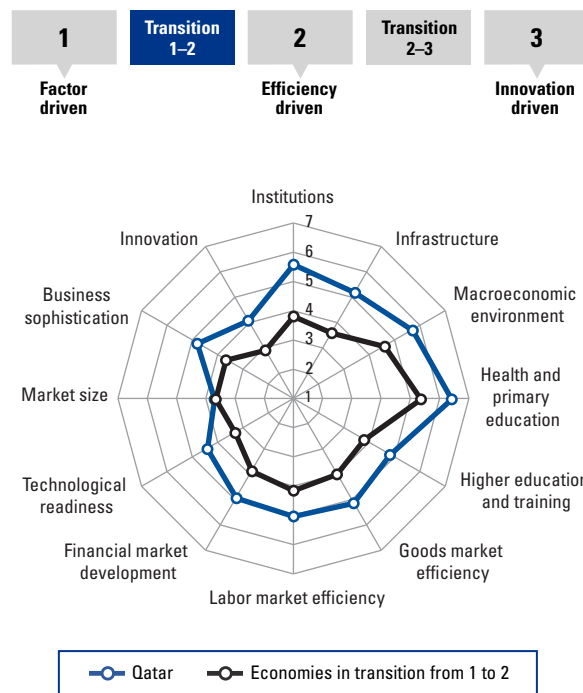 1
Transition
1–2
2
Transition
2–3
3
Factor
driven
Efficiency
driven
Innovation
driven
Institutions
Infrastructure
Macroeconomic
environment
Health and
primary
education
Higher education
and training
Goods market
efficiency
Labor market efficiency
Financial market
development
Technological
readiness
Market size
Business
sophistication
Innovation
7
6
5
4
3
2
1
Qatar
Economies in transition from 1 to 2